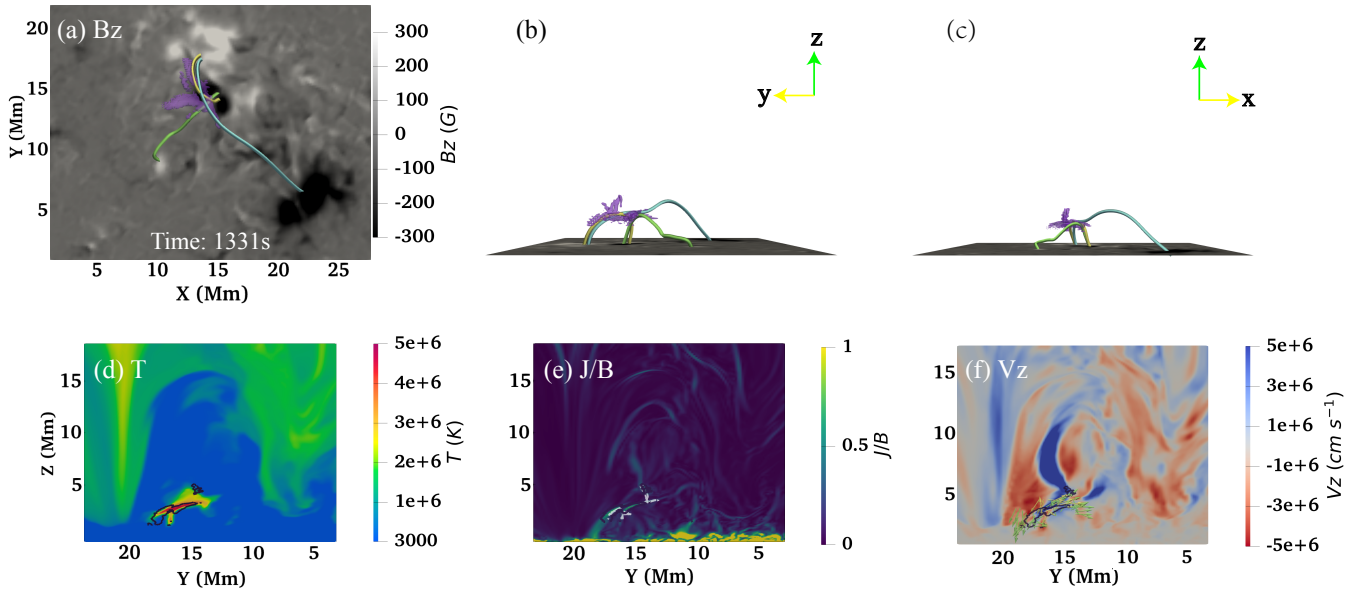 (a) Bz
20
15
10
5
Y (Mm)
Time: 1331s
5
10
15
20
25
X (Mm)
300
200
100
0
-100
-200
-300
Bz (G)
(b)
z
y
(c)
z
x
(d) T
15
10
5
Z (Mm)
20
15
10
5
Y (Mm)
5e+6
4e+6
3e+6
2e+6
1e+6
3000
T (K)
(e) J/B
15
10
5
20
15
10
5
Y (Mm)
1
0.5
0
J/B
(f) Vz
15
10
5
20
15
10
5
Y (Mm)
5e+6
3e+6
1e+6
-1e+6
-3e+6
-5e+6
Vz (cm s⁻¹)